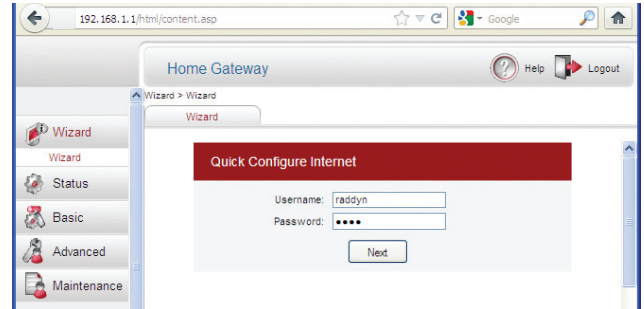 192.168.1.1/html/content.asp
Google
Home Gateway
Help
Logout
Wizard > Wizard
Wizard
Wizard
Wizard
Status
Basic
Advanced
Maintenance
Quick Configure Internet
Username: raddyn
Password: ••••
Next